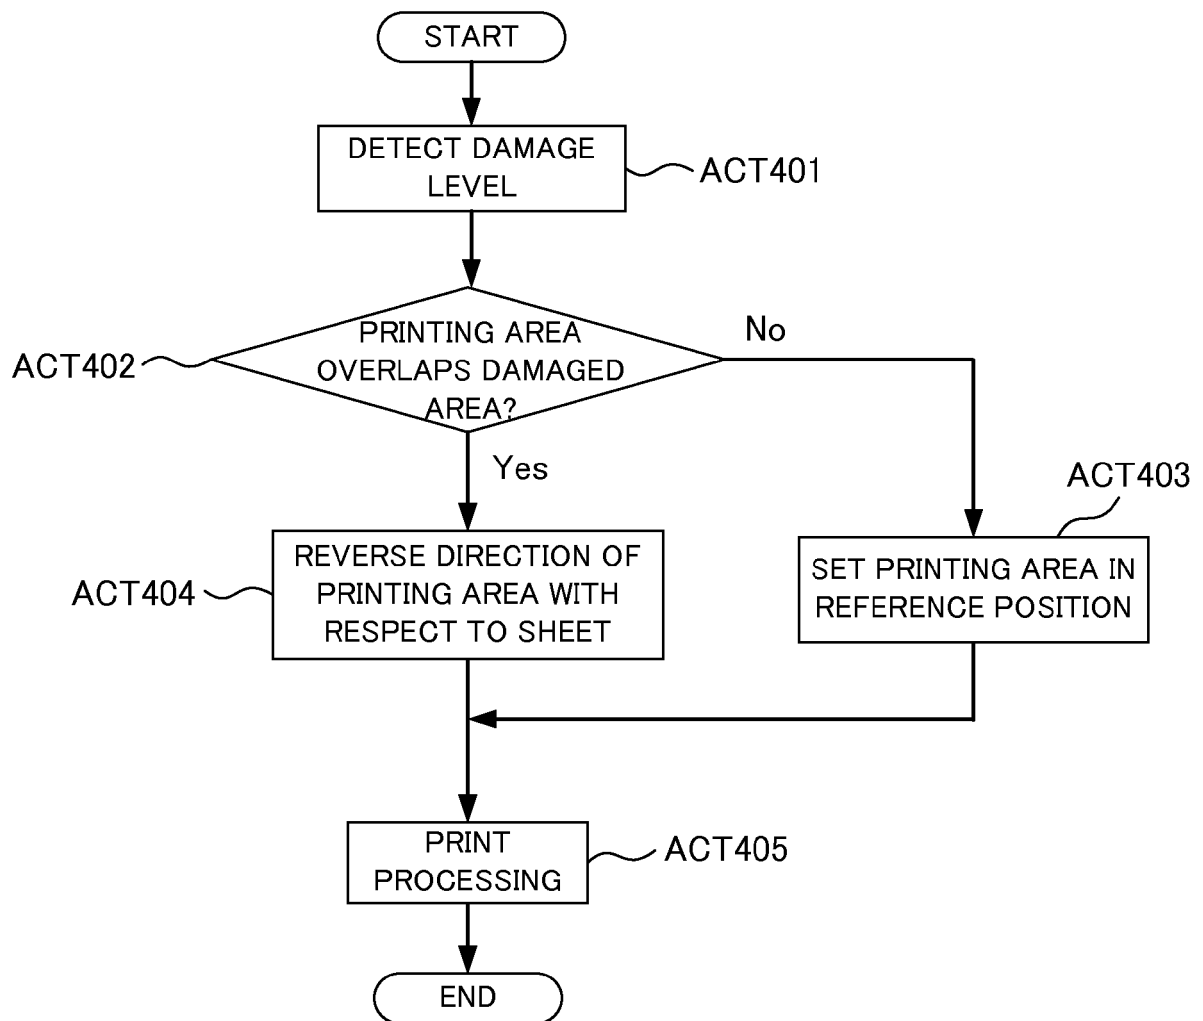 START
DETECT DAMAGE
LEVEL
ACT401
PRINTING AREA
OVERLAPS DAMAGED
AREA?
ACT402
No
Yes
ACT403
SET PRINTING AREA IN
REFERENCE POSITION
REVERSE DIRECTION OF
PRINTING AREA WITH
RESPECT TO SHEET
ACT404
PRINT
PROCESSING
ACT405
END